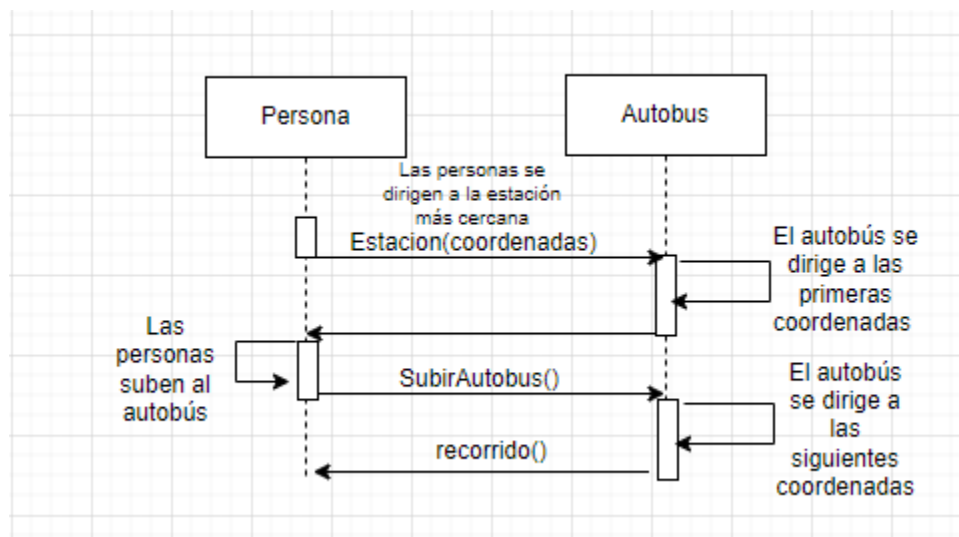 Persona
Autobus
Las personas se
dirigen a la estación
más cercana
Estacion(coordenadas)
El autobús se
dirige a las
primeras
coordenadas
Las
personas
suben al
autobús
SubirAutobus()
El autobús
se dirige a
las
siguientes
coordenadas
recorrido()